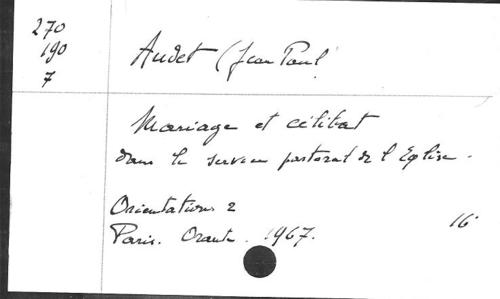 270
190
7
Audet (Jean Paul)
Mariage et célibat
dans le service pastoral de l'Eglise.
Orientations 2
Paris. Orante. 1967. 16°